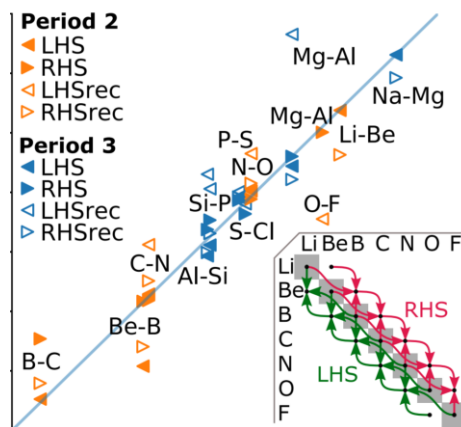 Period 2
LHS
RHS
LHSrec
RHSrec
Period 3
LHS
RHS
LHSrec
RHSrec
Mg-Al
Na-Mg
Mg-Al
Li-Be
P-S
N-O
Si-P
O-F
S-Cl
C-N
Al-Si
Be-B
B-C
Li Be B C N O F
Li
Be
B
C
N
O
F
RHS
LHS